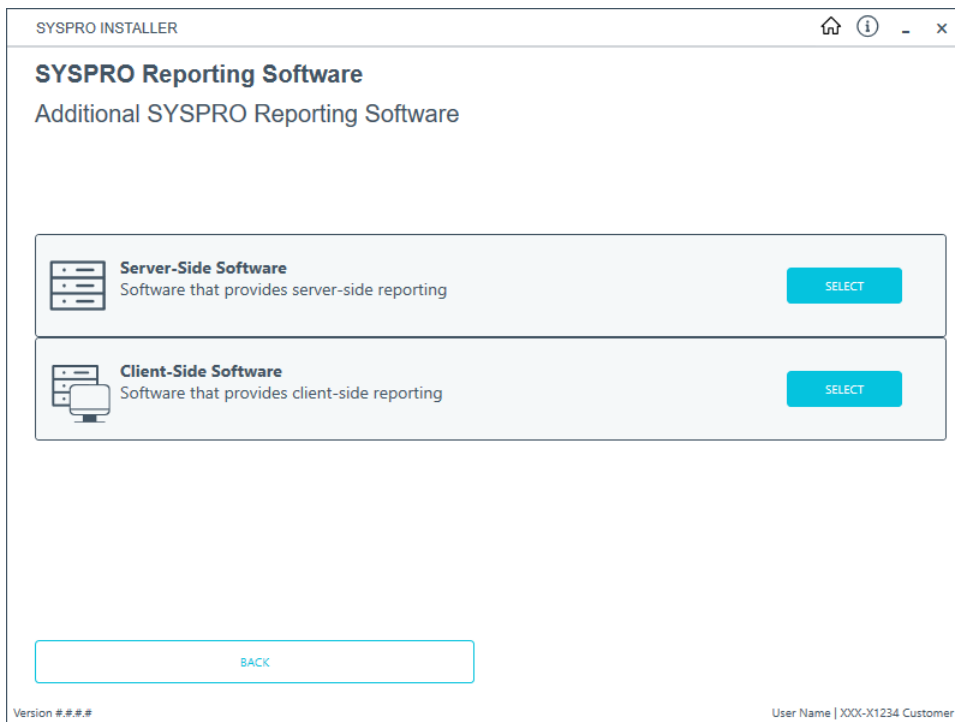 SYSPRO INSTALLER
SYSPRO Reporting Software
Additional SYSPRO Reporting Software
Server-Side Software
Software that provides server-side reporting
SELECT
Client-Side Software
Software that provides client-side reporting
SELECT
BACK
Version #.#.#.#
User Name | XXX-X1234 Customer